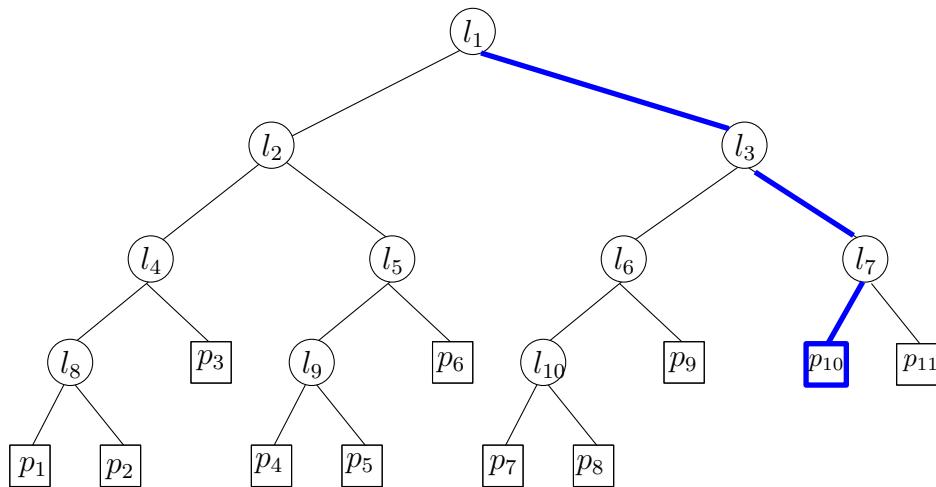 l₁
l₂ l₃
l₄ l₅ l₆ l₇
l₈ p₃ l₉ p₆ l₁₀ p₉ p₁₀ p₁₁
p₁ p₂ p₄ p₅ p₇ p₈